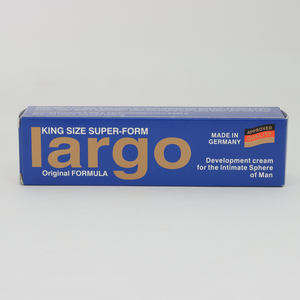 KING SIZE SUPER-FORM
largo
Original FORMULA
MADE IN
GERMANY
APPROVED
Development cream
for the Intimate Sphere
of Man